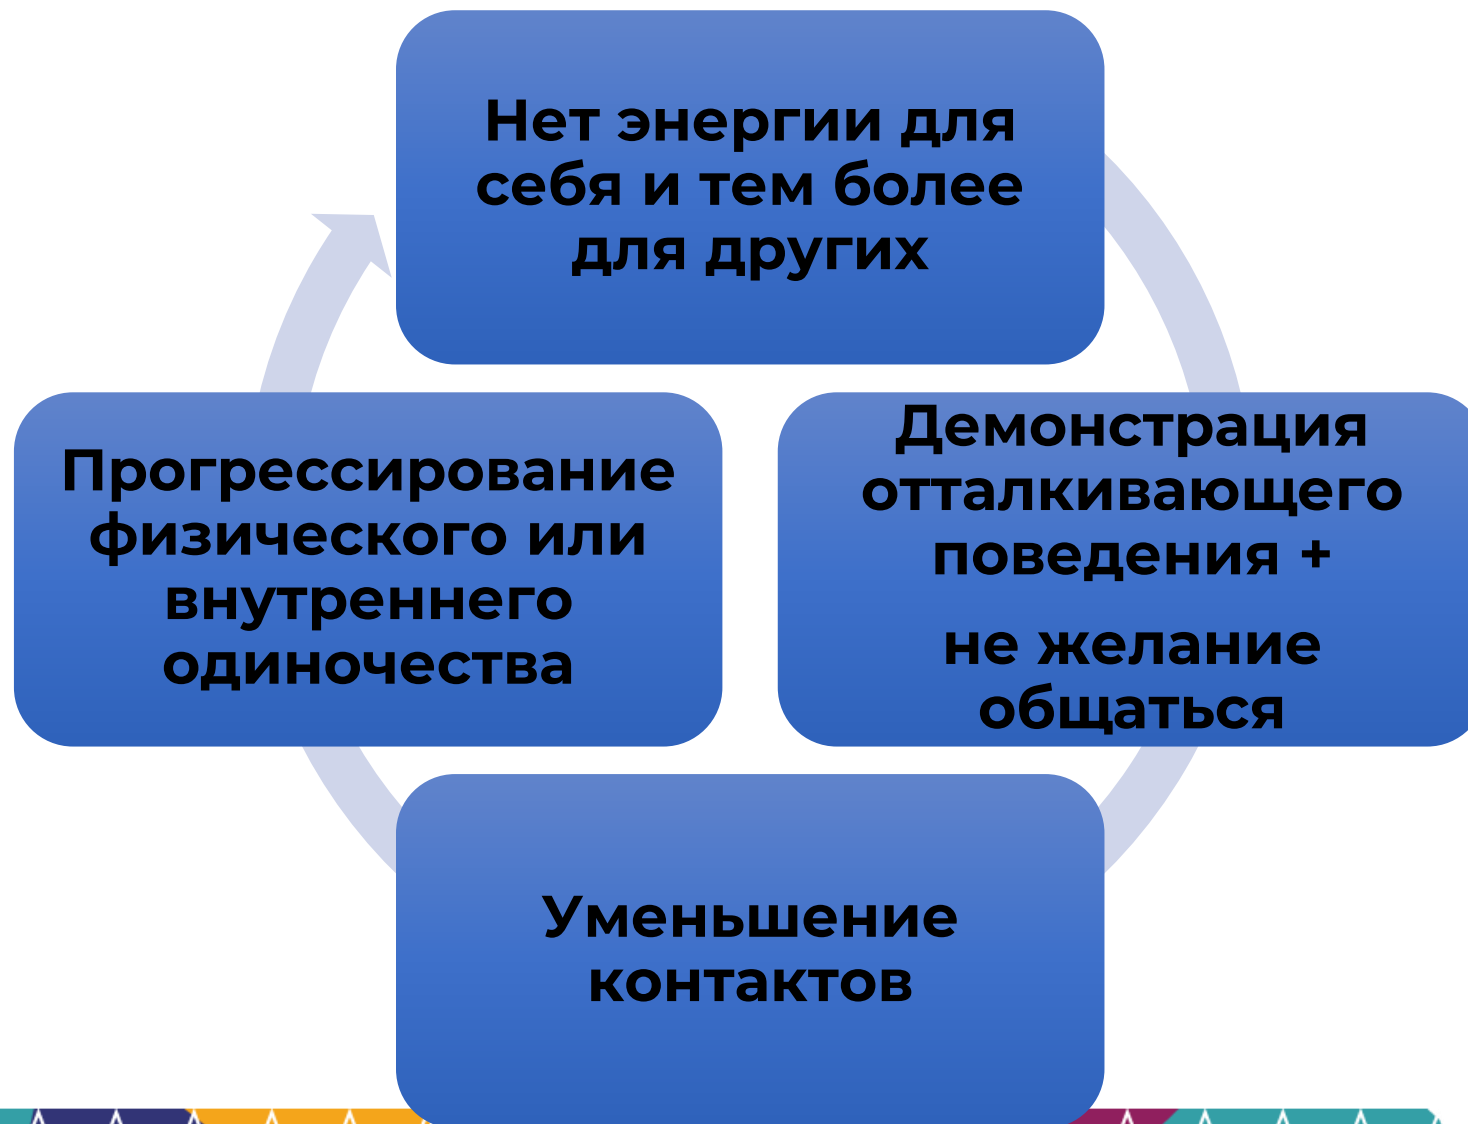 Нет энергии для
себя и тем более
для других
Демонстрация
отталкивающего
поведения +
не желание
общаться
Уменьшение
контактов
Прогрессирование
физического или
внутреннего
одиночества